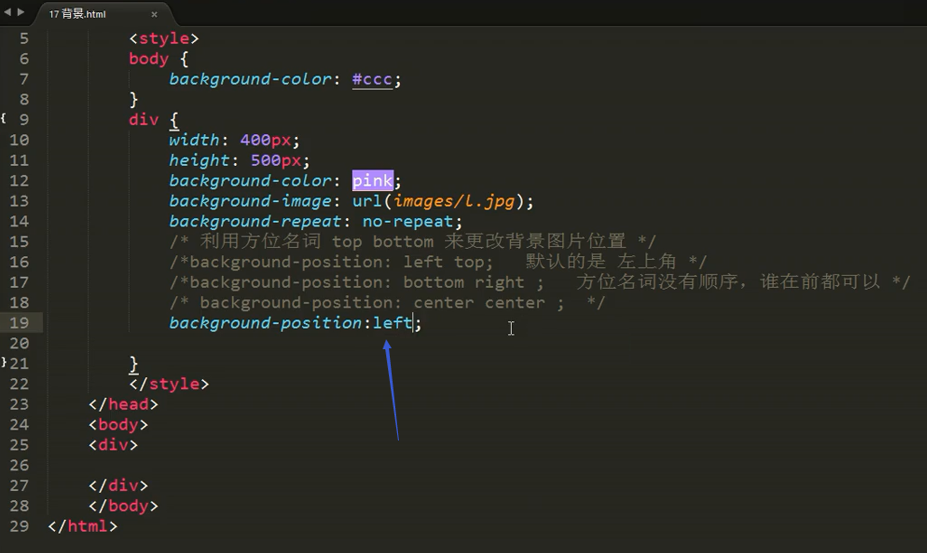 17 背景.html ×
5 <style>
6 body {
7 background-color: #ccc;
8 }
9 div {
10 width: 400px;
11 height: 500px;
12 background-color: pink;
13 background-image: url(images/l.jpg);
14 background-repeat: no-repeat;
15 /* 利用方位名词 top bottom 来更改背景图片位置 */
16 /*background-position: left top; 默认的是 左上角 */
17 /*background-position: bottom right ; 方位名词没有顺序，谁在前都可以 */
18 /* background-position: center center ; */
19 background-position:left;
20
21 }
22 </style>
23 </head>
24 <body>
25 <div>
26
27 </div>
28 </body>
29 </html>